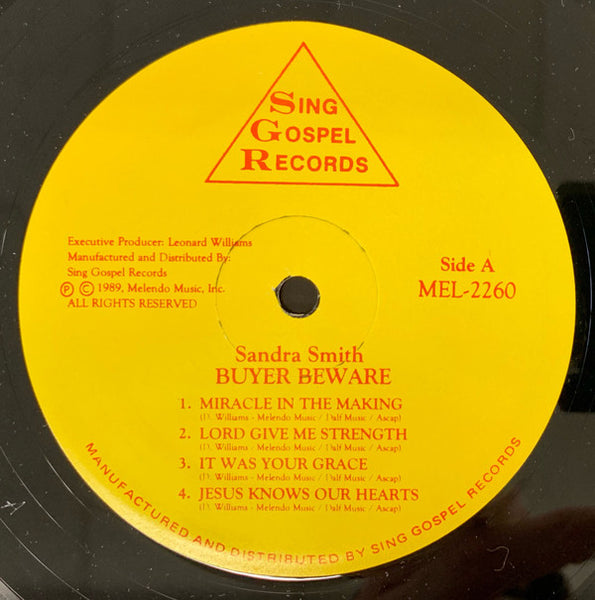 SING
GOSPEL
RECORDS
Executive Producer: Leonard Williams
Manufactured and Distributed By:
Sing Gospel Records
Ⓟ © 1989, Melendo Music, Inc.
ALL RIGHTS RESERVED
Side A
MEL-2260
Sandra Smith
BUYER BEWARE
1. MIRACLE IN THE MAKING
(D. Williams - Melendo Music / Dalf Music / Ascap)
2. LORD GIVE ME STRENGTH
(D. Williams - Melendo Music / Dalf Music / Ascap)
3. IT WAS YOUR GRACE
(D. Williams - Melendo Music / Dalf Music / Ascap)
4. JESUS KNOWS OUR HEARTS
(D. Williams - Melendo Music / Dalf Music / Ascap)
MANUFACTURED AND DISTRIBUTED BY SING GOSPEL RECORDS